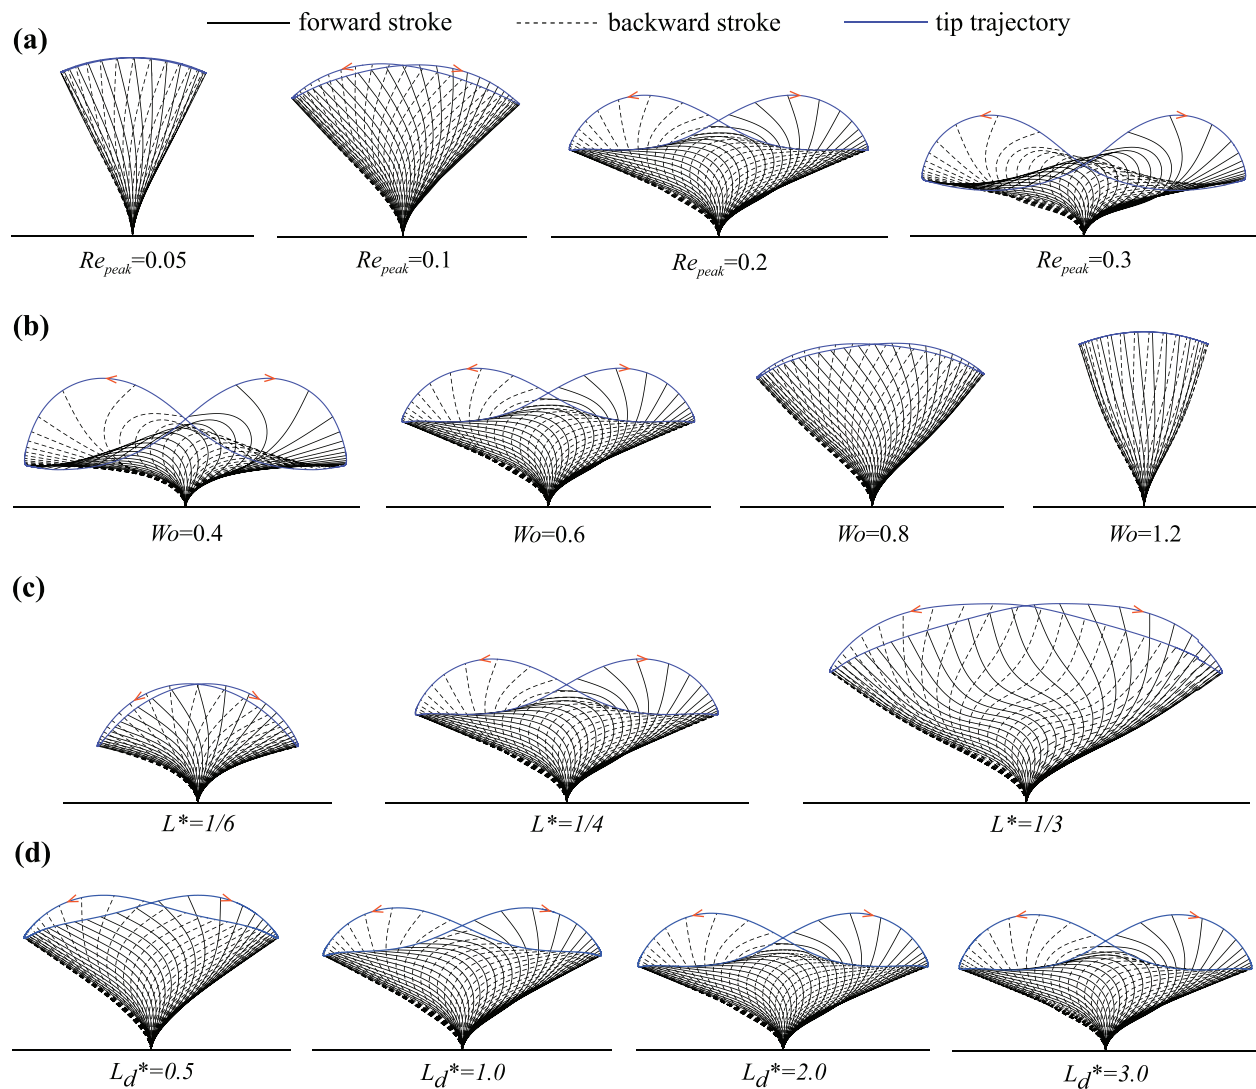 forward stroke backward stroke tip trajectory
(a)
Re_peak=0.05 Re_peak=0.1 Re_peak=0.2 Re_peak=0.3
(b)
Wo=0.4 Wo=0.6 Wo=0.8 Wo=1.2
(c)
L*=1/6 L*=1/4 L*=1/3
(d)
L_d*=0.5 L_d*=1.0 L_d*=2.0 L_d*=3.0